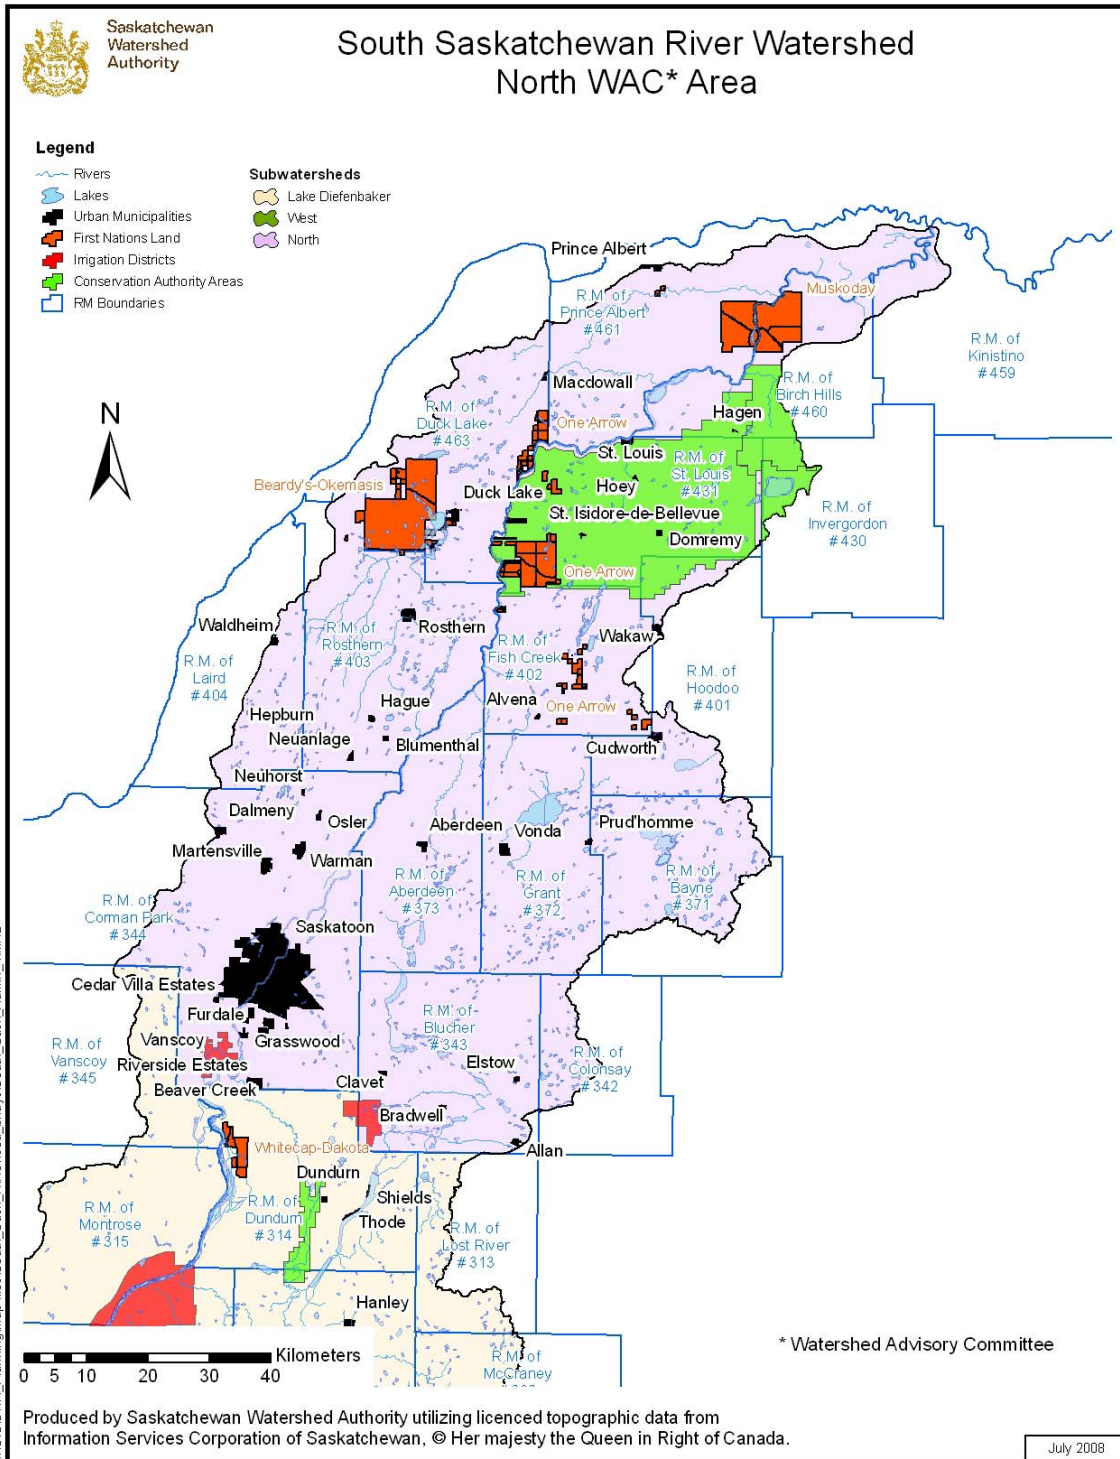 Saskatchewan
Watershed
Authority
South Saskatchewan River Watershed
North WAC* Area
Legend
Rivers
Lakes
Urban Municipalities
First Nations Land
Irrigation Districts
Conservation Authority Areas
RM Boundaries
Subwatersheds
Lake Diefenbaker
West
North
N
Prince Albert
R.M. of
Prince Albert
#461
Muskoday
R.M. of
Kinistino
#459
R.M. of
Birch Hills
#460
Macdowall
Hagen
R.M. of
Duck Lake
#463
One Arrow
St. Louis
R.M. of
St. Louis
#431
Beardy's-Okemasis
Duck Lake
Hoey
St. Isidore-de-Bellevue
R.M. of
Invergordon
#430
Domremy
One Arrow
Waldheim
Rosthern
R.M. of
Rosthern
#403
R.M. of
Fish Creek
#402
Wakaw
R.M. of
Laird
#404
R.M. of
Hoodoo
#401
Hague
Alvena
One Arrow
Hepburn
Neuanlage
Blumenthal
Cudworth
Neuhorst
Dalmeny
Osler
Aberdeen
Vonda
Prud'homme
Martensville
Warman
R.M. of
Aberdeen
#373
R.M. of
Grant
#372
R.M. of
Bayne
#371
R.M. of
Corman Park
#344
Saskatoon
Cedar Villa Estates
Furdale
R.M. of
Blucher
#343
Vanscoy
Grasswood
R.M. of
Vanscoy
#345
Riverside Estates
Elstow
R.M. of
Colonsay
#342
Beaver Creek
Clavet
Bradwell
Whitecap-Dakota
Allan
Dundurn
Shields
R.M. of
Montrose
#315
R.M. of
Dundurn
#314
Thode
R.M. of
Lost River
#313
Hanley
R.M. of
McCraney
Kilometers
0 5 10 20 30 40
* Watershed Advisory Committee
Produced by Saskatchewan Watershed Authority utilizing licenced topographic data from
Information Services Corporation of Saskatchewan, © Her majesty the Queen in Right of Canada.
July 2008